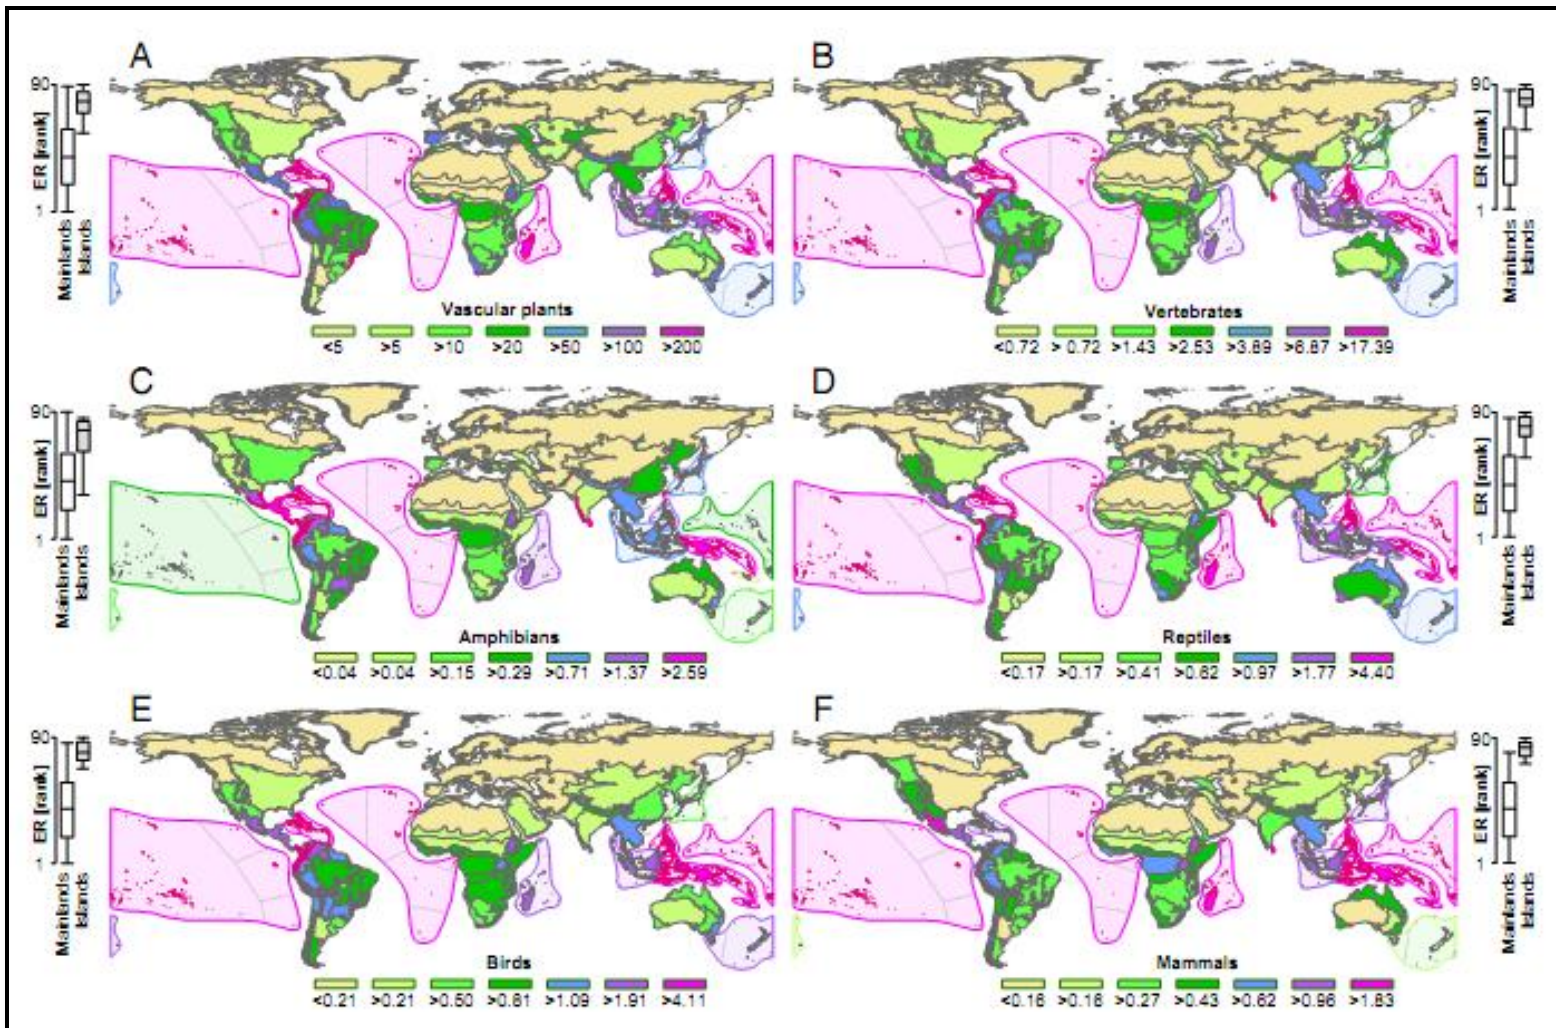 A
90
ER [rank]
1
Mainlands
Islands
Vascular plants
<5 >5 >10 >20 >50 >100 >200
B
90
ER [rank]
1
Mainlands
Islands
Vertebrates
<0.72 >0.72 >1.43 >2.53 >3.89 >6.87 >17.39
C
90
ER [rank]
1
Mainlands
Islands
Amphibians
<0.04 >0.04 >0.15 >0.29 >0.71 >1.37 >2.59
D
90
ER [rank]
1
Mainlands
Islands
Reptiles
<0.17 >0.17 >0.41 >0.62 >0.97 >1.77 >4.40
E
90
ER [rank]
1
Mainlands
Islands
Birds
<0.21 >0.21 >0.50 >0.81 >1.09 >1.91 >4.11
F
90
ER [rank]
1
Mainlands
Islands
Mammals
<0.16 >0.16 >0.27 >0.43 >0.62 >0.96 >1.83